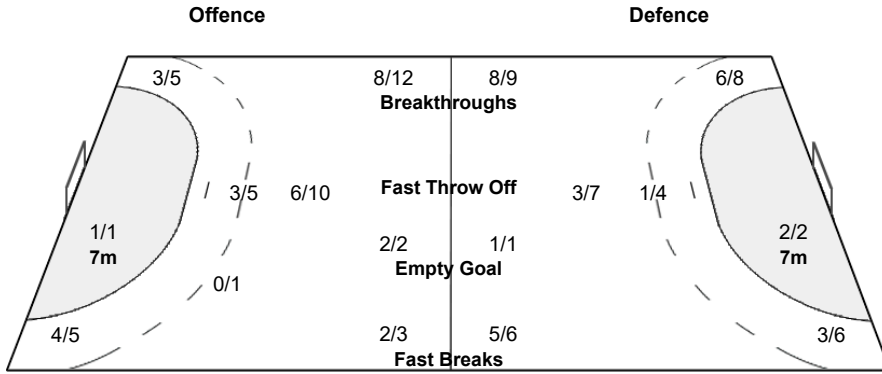 Offence Defence
3/5 8/12 8/9 6/8
Breakthroughs
3/5 6/10 Fast Throw Off 3/7 1/4
1/1 2/2 1/1 2/2
7m Empty Goal 7m
0/1
4/5 2/3 5/6 3/6
Fast Breaks